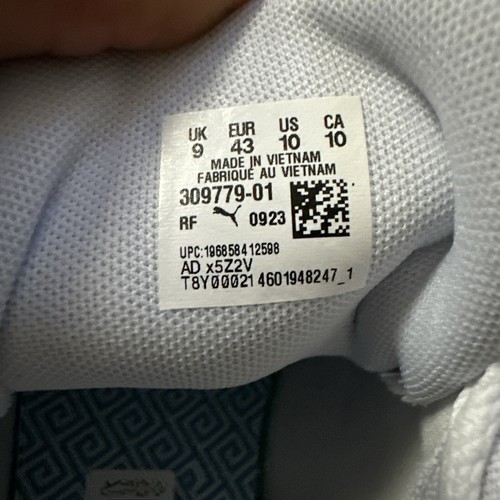 UK EUR US CA
9 43 10 10
MADE IN VIETNAM
FABRIQUÉ AU VIETNAM
309779-01
RF 0923
UPC:196858412598
AD x5Z2V
T8Y00021 4601948247_1